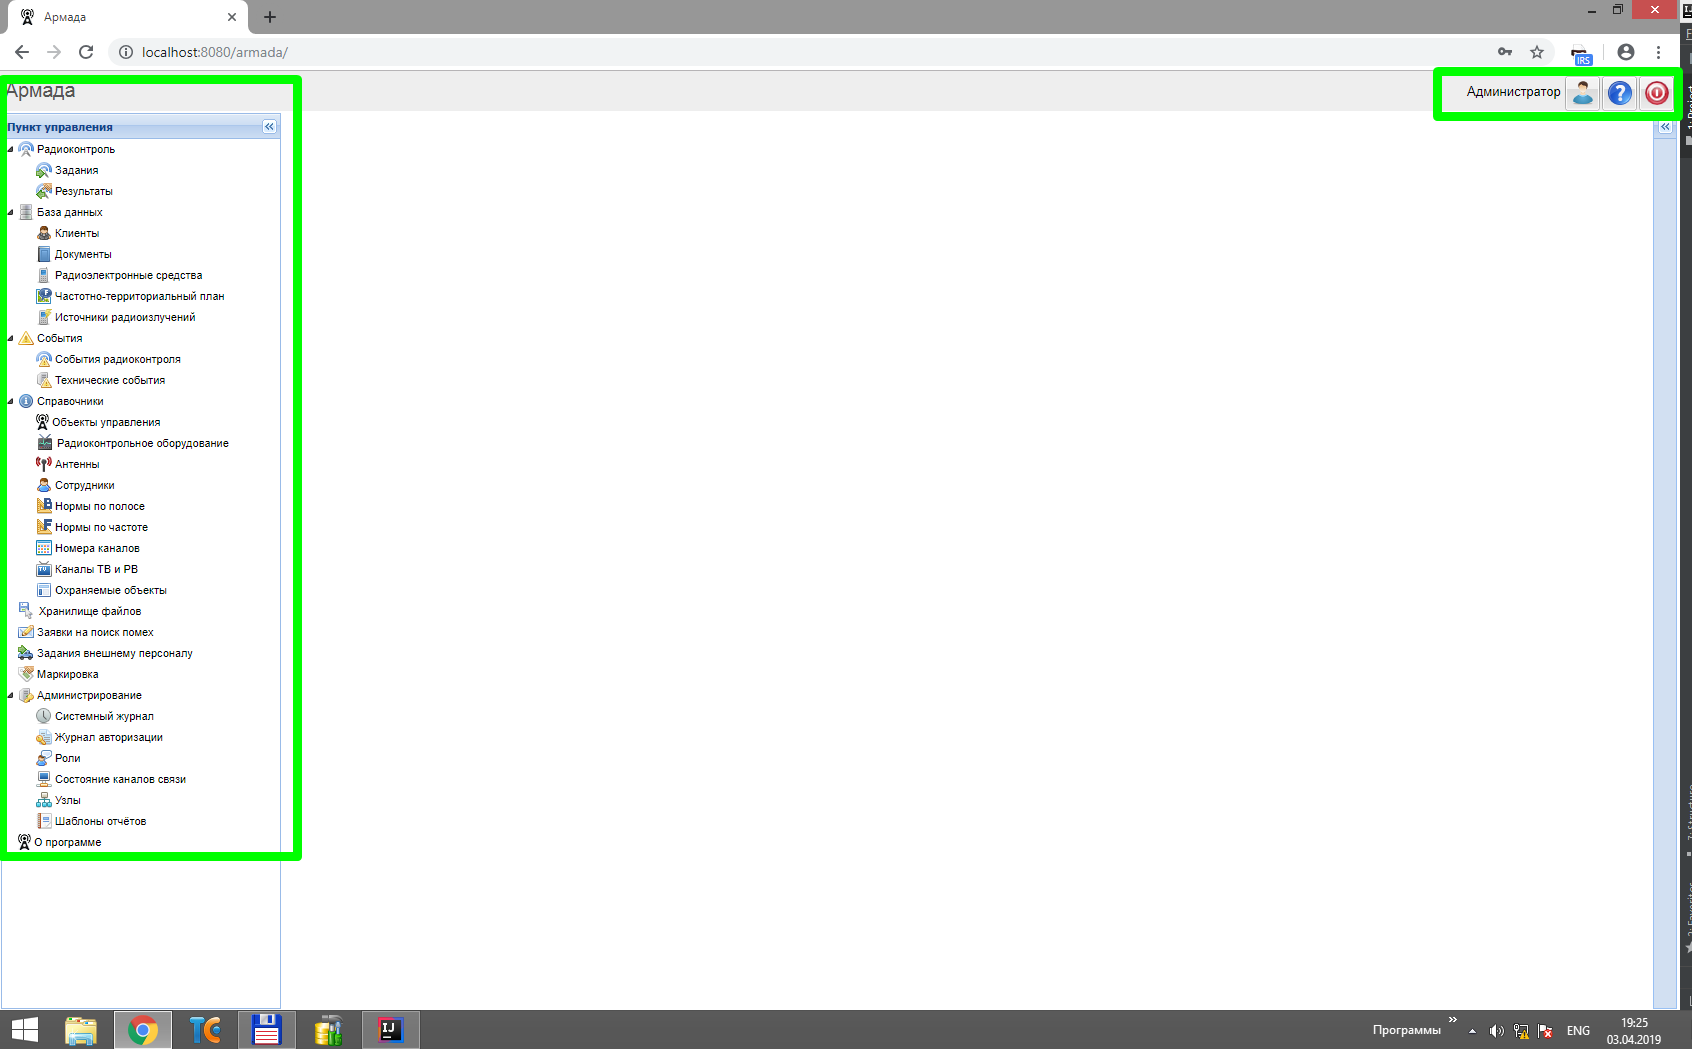 Армада
localhost:8080/armada/
IRS
Армада
Администратор
Пункт управления
Радиоконтроль
Задания
Результаты
База данных
Клиенты
Документы
Радиоэлектронные средства
Частотно-территориальный план
Источники радиоизлучений
События
События радиоконтроля
Технические события
Справочники
Объекты управления
Радиоконтрольное оборудование
Антенны
Сотрудники
Нормы по полосе
Нормы по частоте
Номера каналов
Каналы ТВ и РВ
Охраняемые объекты
Хранилище файлов
Заявки на поиск помех
Задания внешнему персоналу
Маркировка
Администрирование
Системный журнал
Журнал авторизации
Роли
Состояние каналов связи
Узлы
Шаблоны отчётов
О программе
Программы
ENG
19:25
03.04.2019